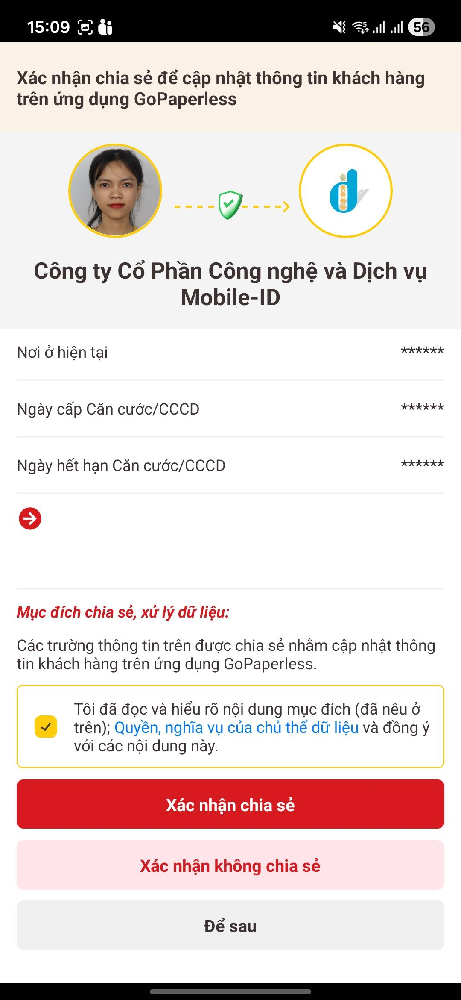 15:09
56
Xác nhận chia sẻ để cập nhật thông tin khách hàng
trên ứng dụng GoPaperless
Công ty Cổ Phần Công nghệ và Dịch vụ
Mobile-ID
Nơi ở hiện tại ******
Ngày cấp Căn cước/CCCD ******
Ngày hết hạn Căn cước/CCCD ******
Mục đích chia sẻ, xử lý dữ liệu:
Các trường thông tin trên được chia sẻ nhằm cập nhật thông
tin khách hàng trên ứng dụng GoPaperless.
Tôi đã đọc và hiểu rõ nội dung mục đích (đã nêu ở
trên); Quyền, nghĩa vụ của chủ thể dữ liệu và đồng ý
với các nội dung này.
Xác nhận chia sẻ
Xác nhận không chia sẻ
Để sau